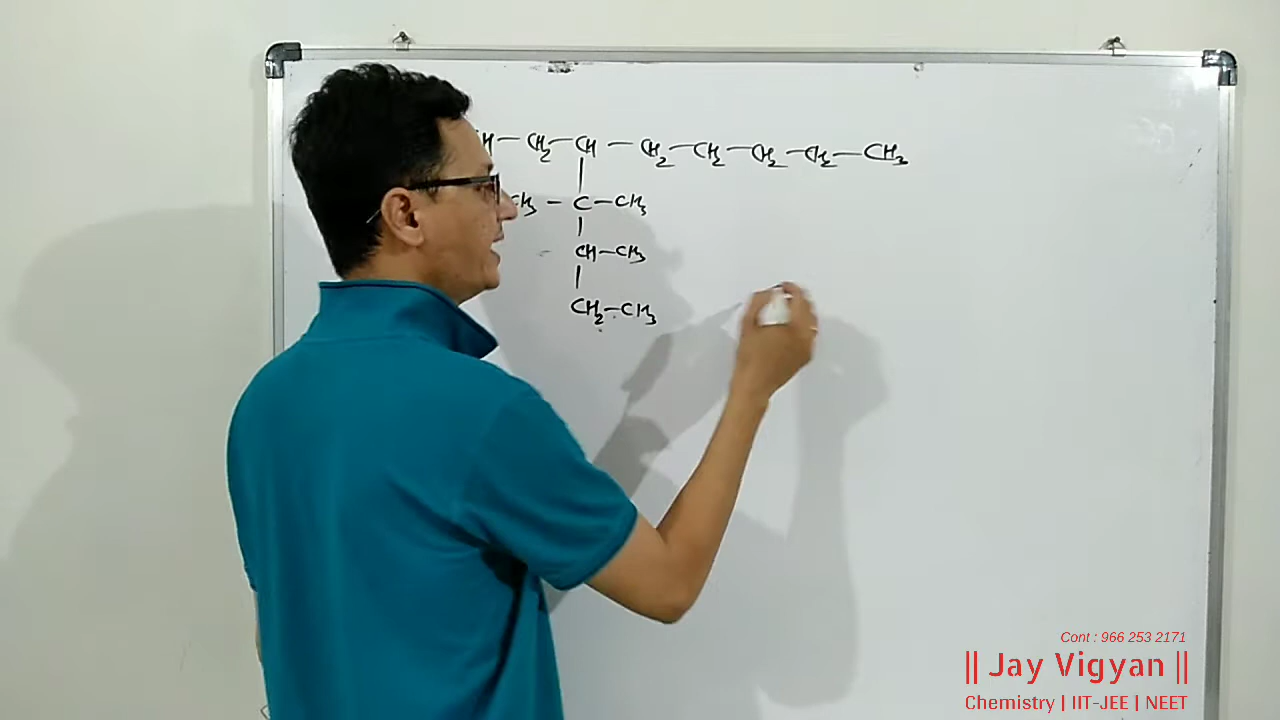 CH — CH2 — CH — CH2 — CH2 — CH2 — CH2 — CH3
CH3 — C — CH3
CH — CH3
CH2 — CH3
Cont : 966 253 2171
|| Jay Vigyan ||
Chemistry | IIT-JEE | NEET